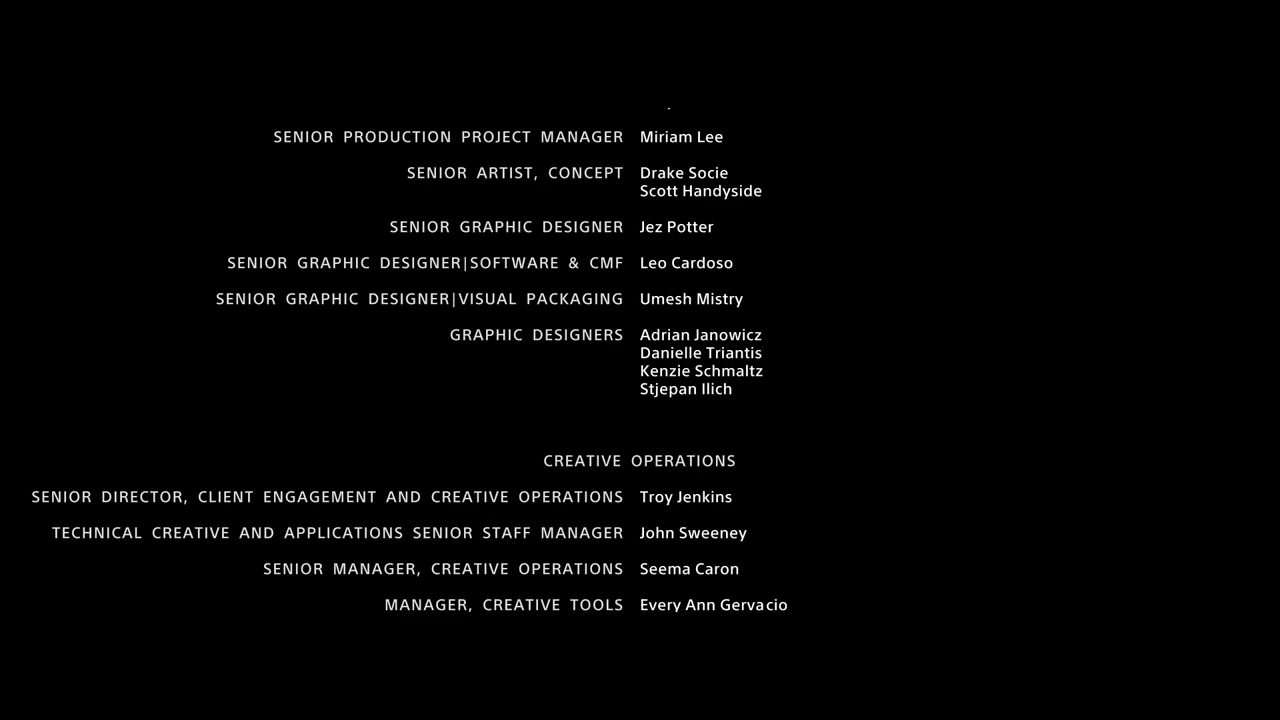 SENIOR PRODUCTION PROJECT MANAGER Miriam Lee
SENIOR ARTIST, CONCEPT Drake Socie
Scott Handyside
SENIOR GRAPHIC DESIGNER Jez Potter
SENIOR GRAPHIC DESIGNER|SOFTWARE & CMF Leo Cardoso
SENIOR GRAPHIC DESIGNER|VISUAL PACKAGING Umesh Mistry
GRAPHIC DESIGNERS Adrian Janowicz
Danielle Triantis
Kenzie Schmaltz
Stjepan Ilich
CREATIVE OPERATIONS
SENIOR DIRECTOR, CLIENT ENGAGEMENT AND CREATIVE OPERATIONS Troy Jenkins
TECHNICAL CREATIVE AND APPLICATIONS SENIOR STAFF MANAGER John Sweeney
SENIOR MANAGER, CREATIVE OPERATIONS Seema Caron
MANAGER, CREATIVE TOOLS Every Ann Gervacio